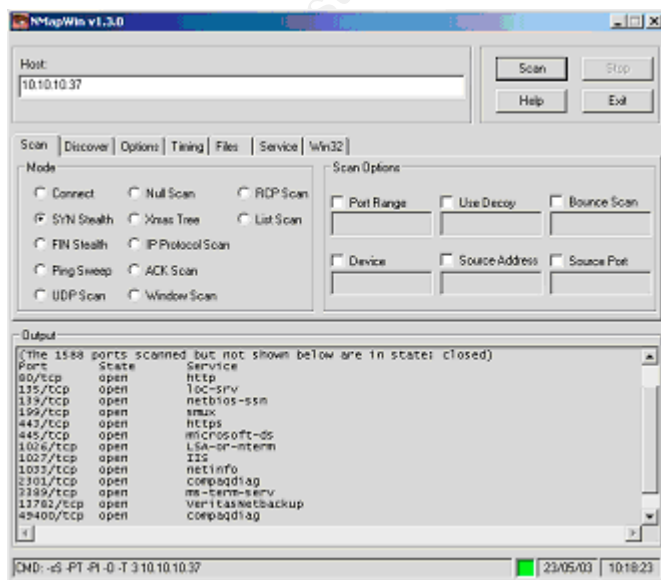 NMapWin v1.3.0
Host:
10.10.10.37
Scan Stop
Help Exit
Scan Discover Options Timing Files Service Win32
Mode
Scan Options
Connect Null Scan RCP Scan
SYN Stealth Xmas Tree List Scan
FIN Stealth IP Protocol Scan
Ping Sweep ACK Scan
UDP Scan Window Scan
Port Range Use Decoy Bounce Scan
Device Source Address Source Port
Output
(The 1588 ports scanned but not shown below are in state: closed)
Port State Service
80/tcp open http
135/tcp open loc-srv
139/tcp open netbios-ssn
199/tcp open smux
443/tcp open https
445/tcp open microsoft-ds
1026/tcp open LSA-or-nterm
1027/tcp open IIS
1033/tcp open netinfo
2301/tcp open compaqdiag
3389/tcp open ms-term-serv
13782/tcp open VeritasNetbackup
49400/tcp open compaqdiag
CMD: -sS -PT -PI -O -T 3 10.10.10.37
23/05/03 10:18:23